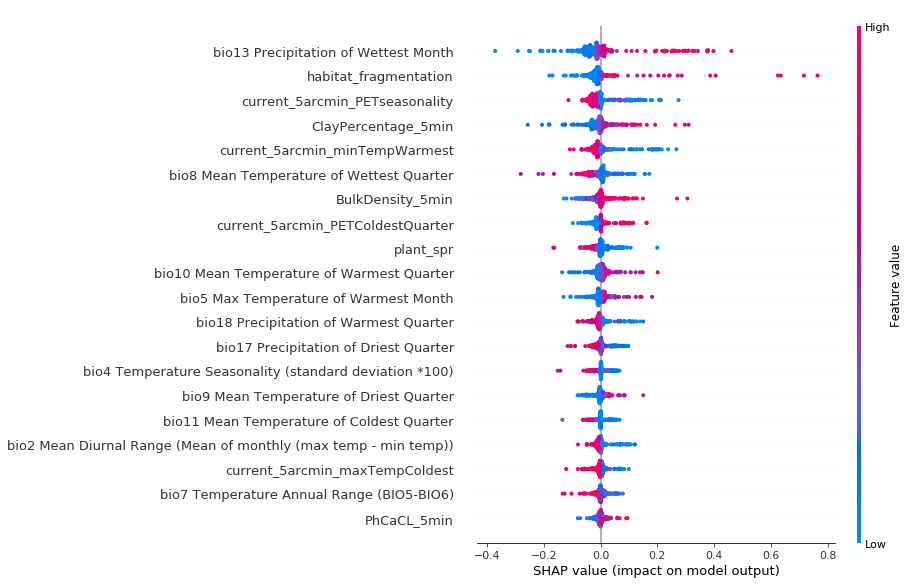 High
bio13 Precipitation of Wettest Month
habitat_fragmentation
current_5arcmin_PETseasonality
ClayPercentage_5min
current_5arcmin_minTempWarmest
bio8 Mean Temperature of Wettest Quarter
BulkDensity_5min
current_5arcmin_PETColdestQuarter
plant_spr
bio10 Mean Temperature of Warmest Quarter
bio5 Max Temperature of Warmest Month
bio18 Precipitation of Warmest Quarter
bio17 Precipitation of Driest Quarter
bio4 Temperature Seasonality (standard deviation *100)
bio9 Mean Temperature of Driest Quarter
bio11 Mean Temperature of Coldest Quarter
bio2 Mean Diurnal Range (Mean of monthly (max temp - min temp))
current_5arcmin_maxTempColdest
bio7 Temperature Annual Range (BIO5-BIO6)
PhCaCL_5min
Feature value
Low
−0.4 −0.2 0.0 0.2 0.4 0.6 0.8
SHAP value (impact on model output)